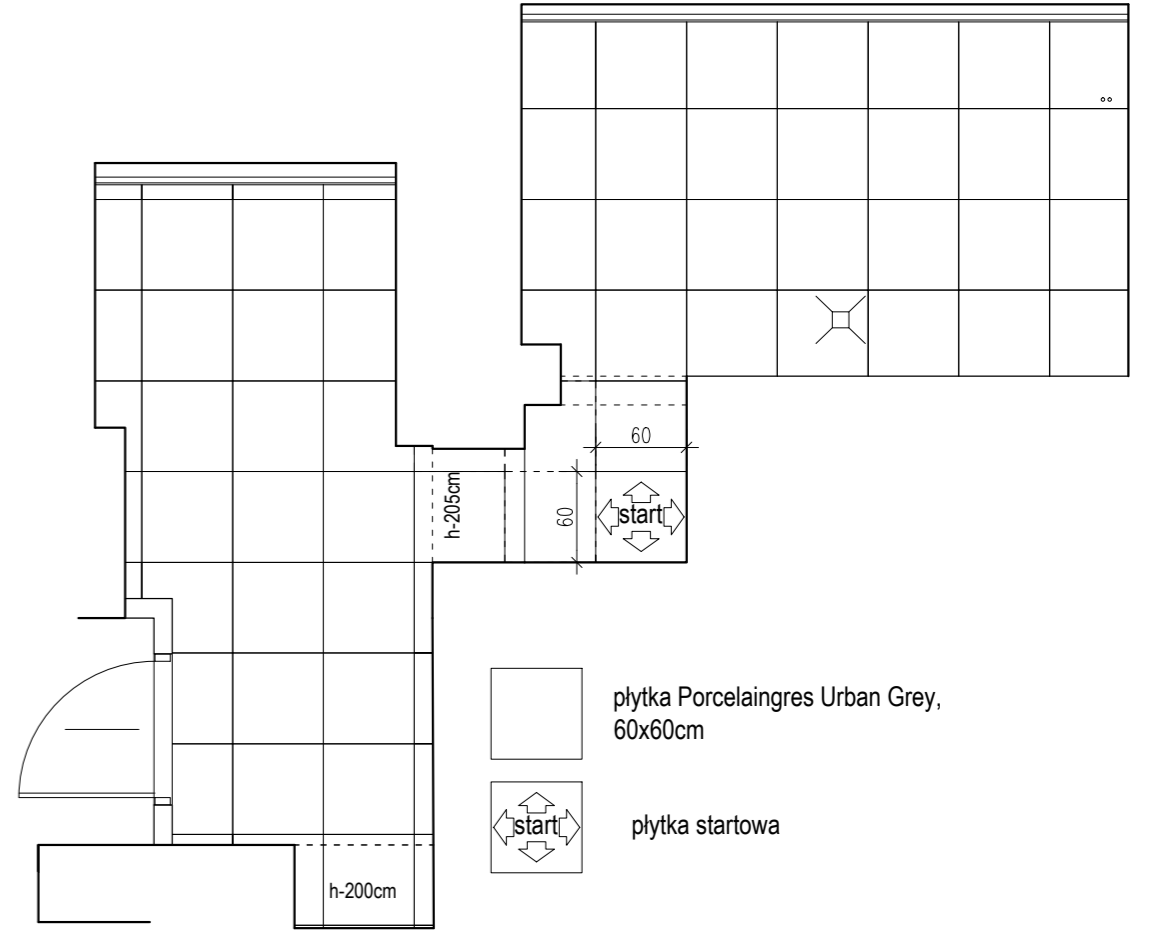 60
h-205cm
60
start
płytka Porcelaingres Urban Grey,
60x60cm
start
płytka startowa
h-200cm